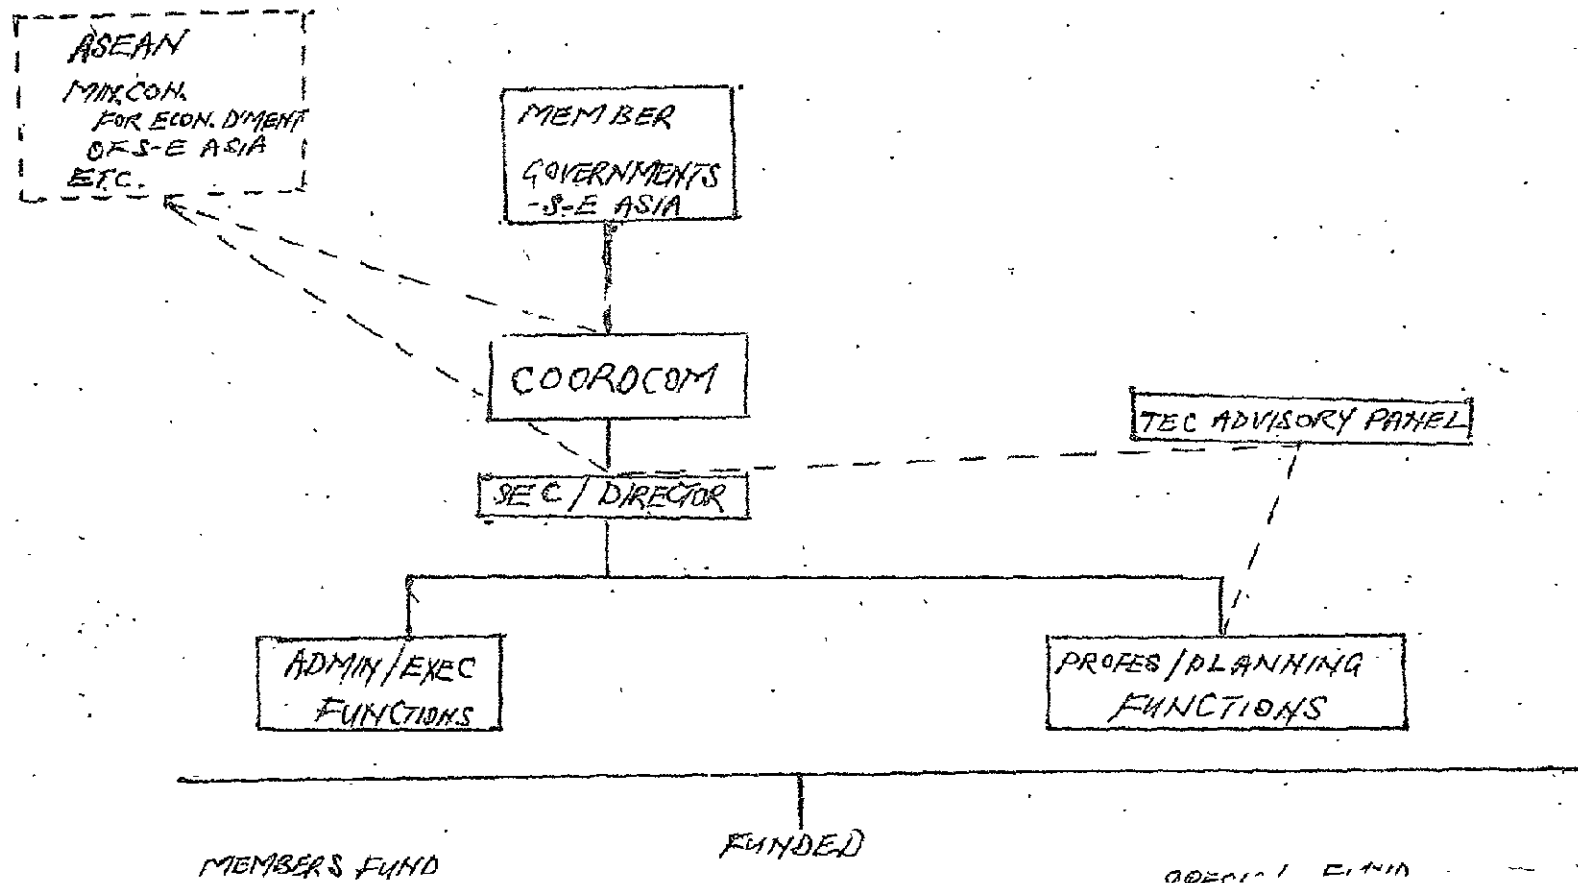 ASEAN
MIN.CON.
FOR ECON. D'MENT
OF S-E ASIA
ETC.
MEMBER
GOVERNMENTS
-S-E ASIA
COORDCOM
TEC ADVISORY PANEL
SEC / DIRECTOR
ADMIN/EXEC
FUNCTIONS
PROFES/PLANNING
FUNCTIONS
FUNDED
MEMBERS FUND